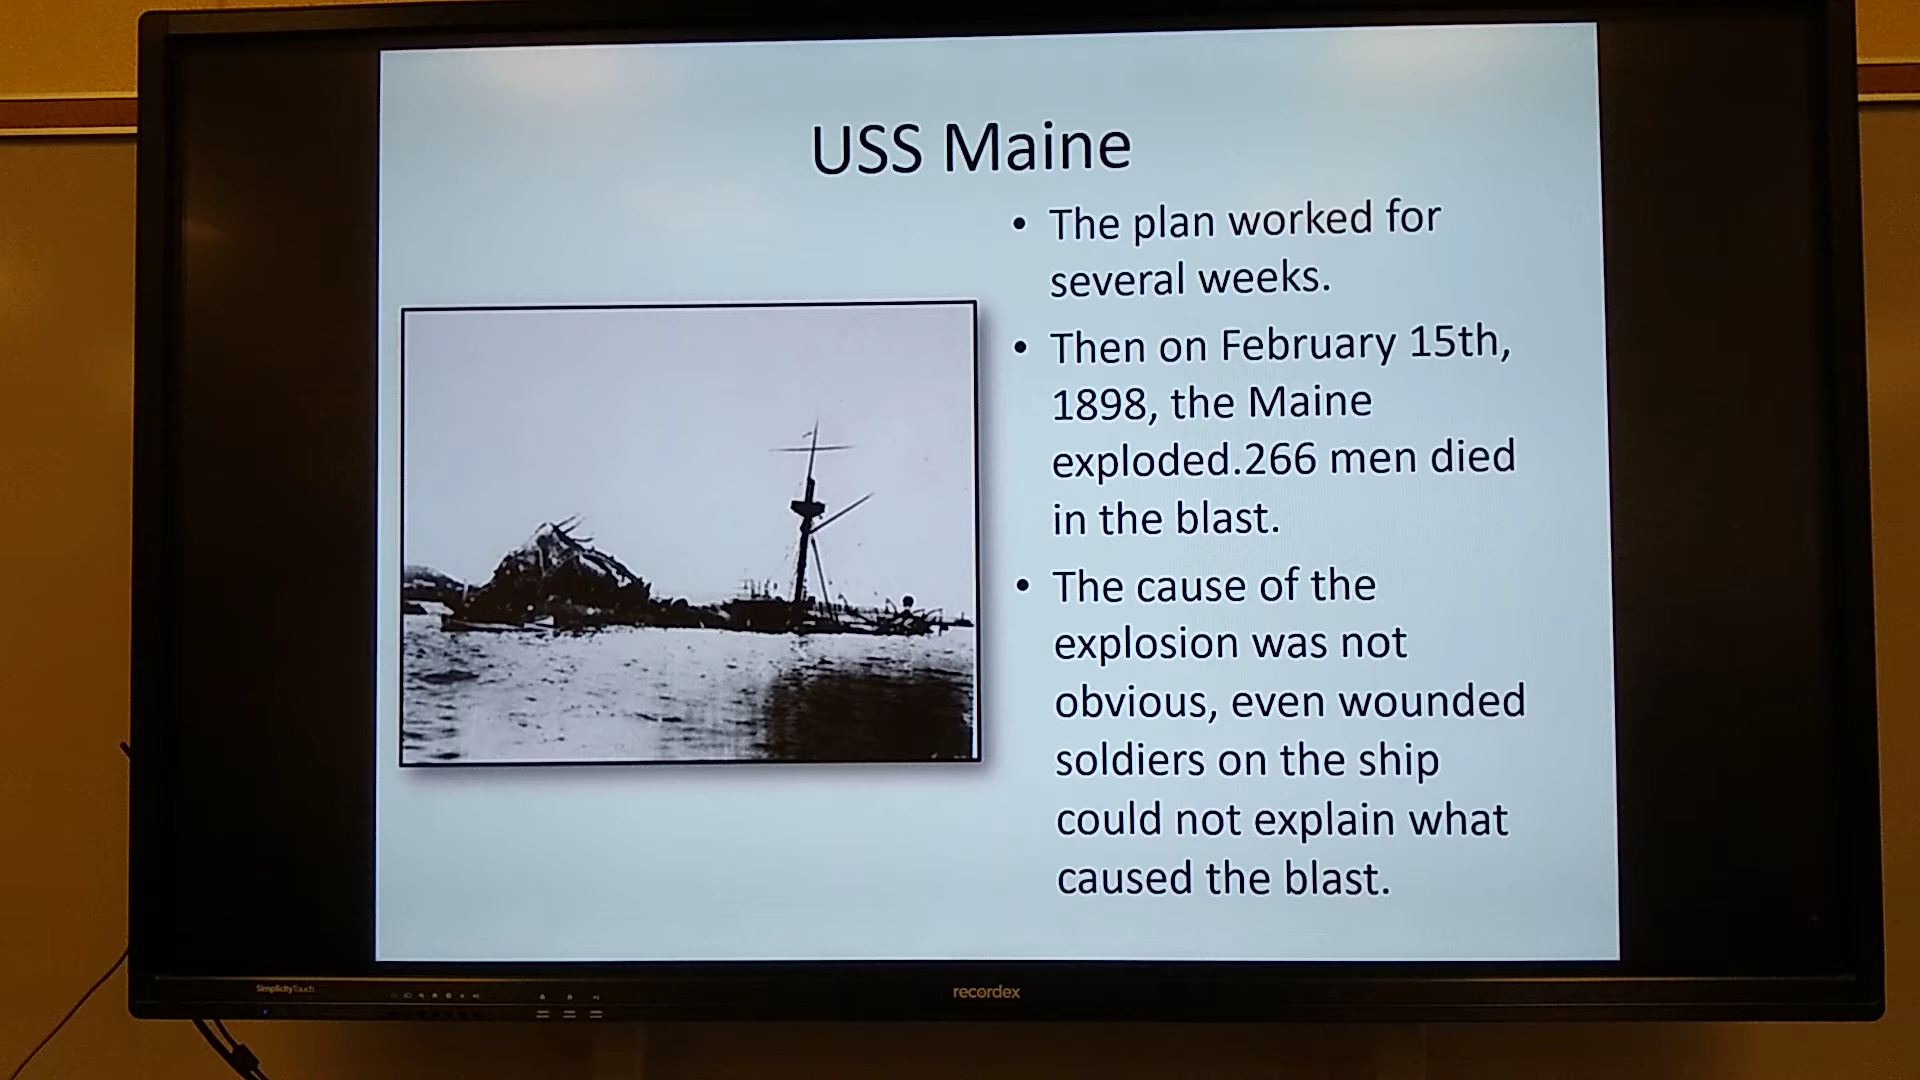 USS Maine
• The plan worked for
several weeks.
• Then on February 15th,
1898, the Maine
exploded.266 men died
in the blast.
• The cause of the
explosion was not
obvious, even wounded
soldiers on the ship
could not explain what
caused the blast.
SimplicityTouch
recordex